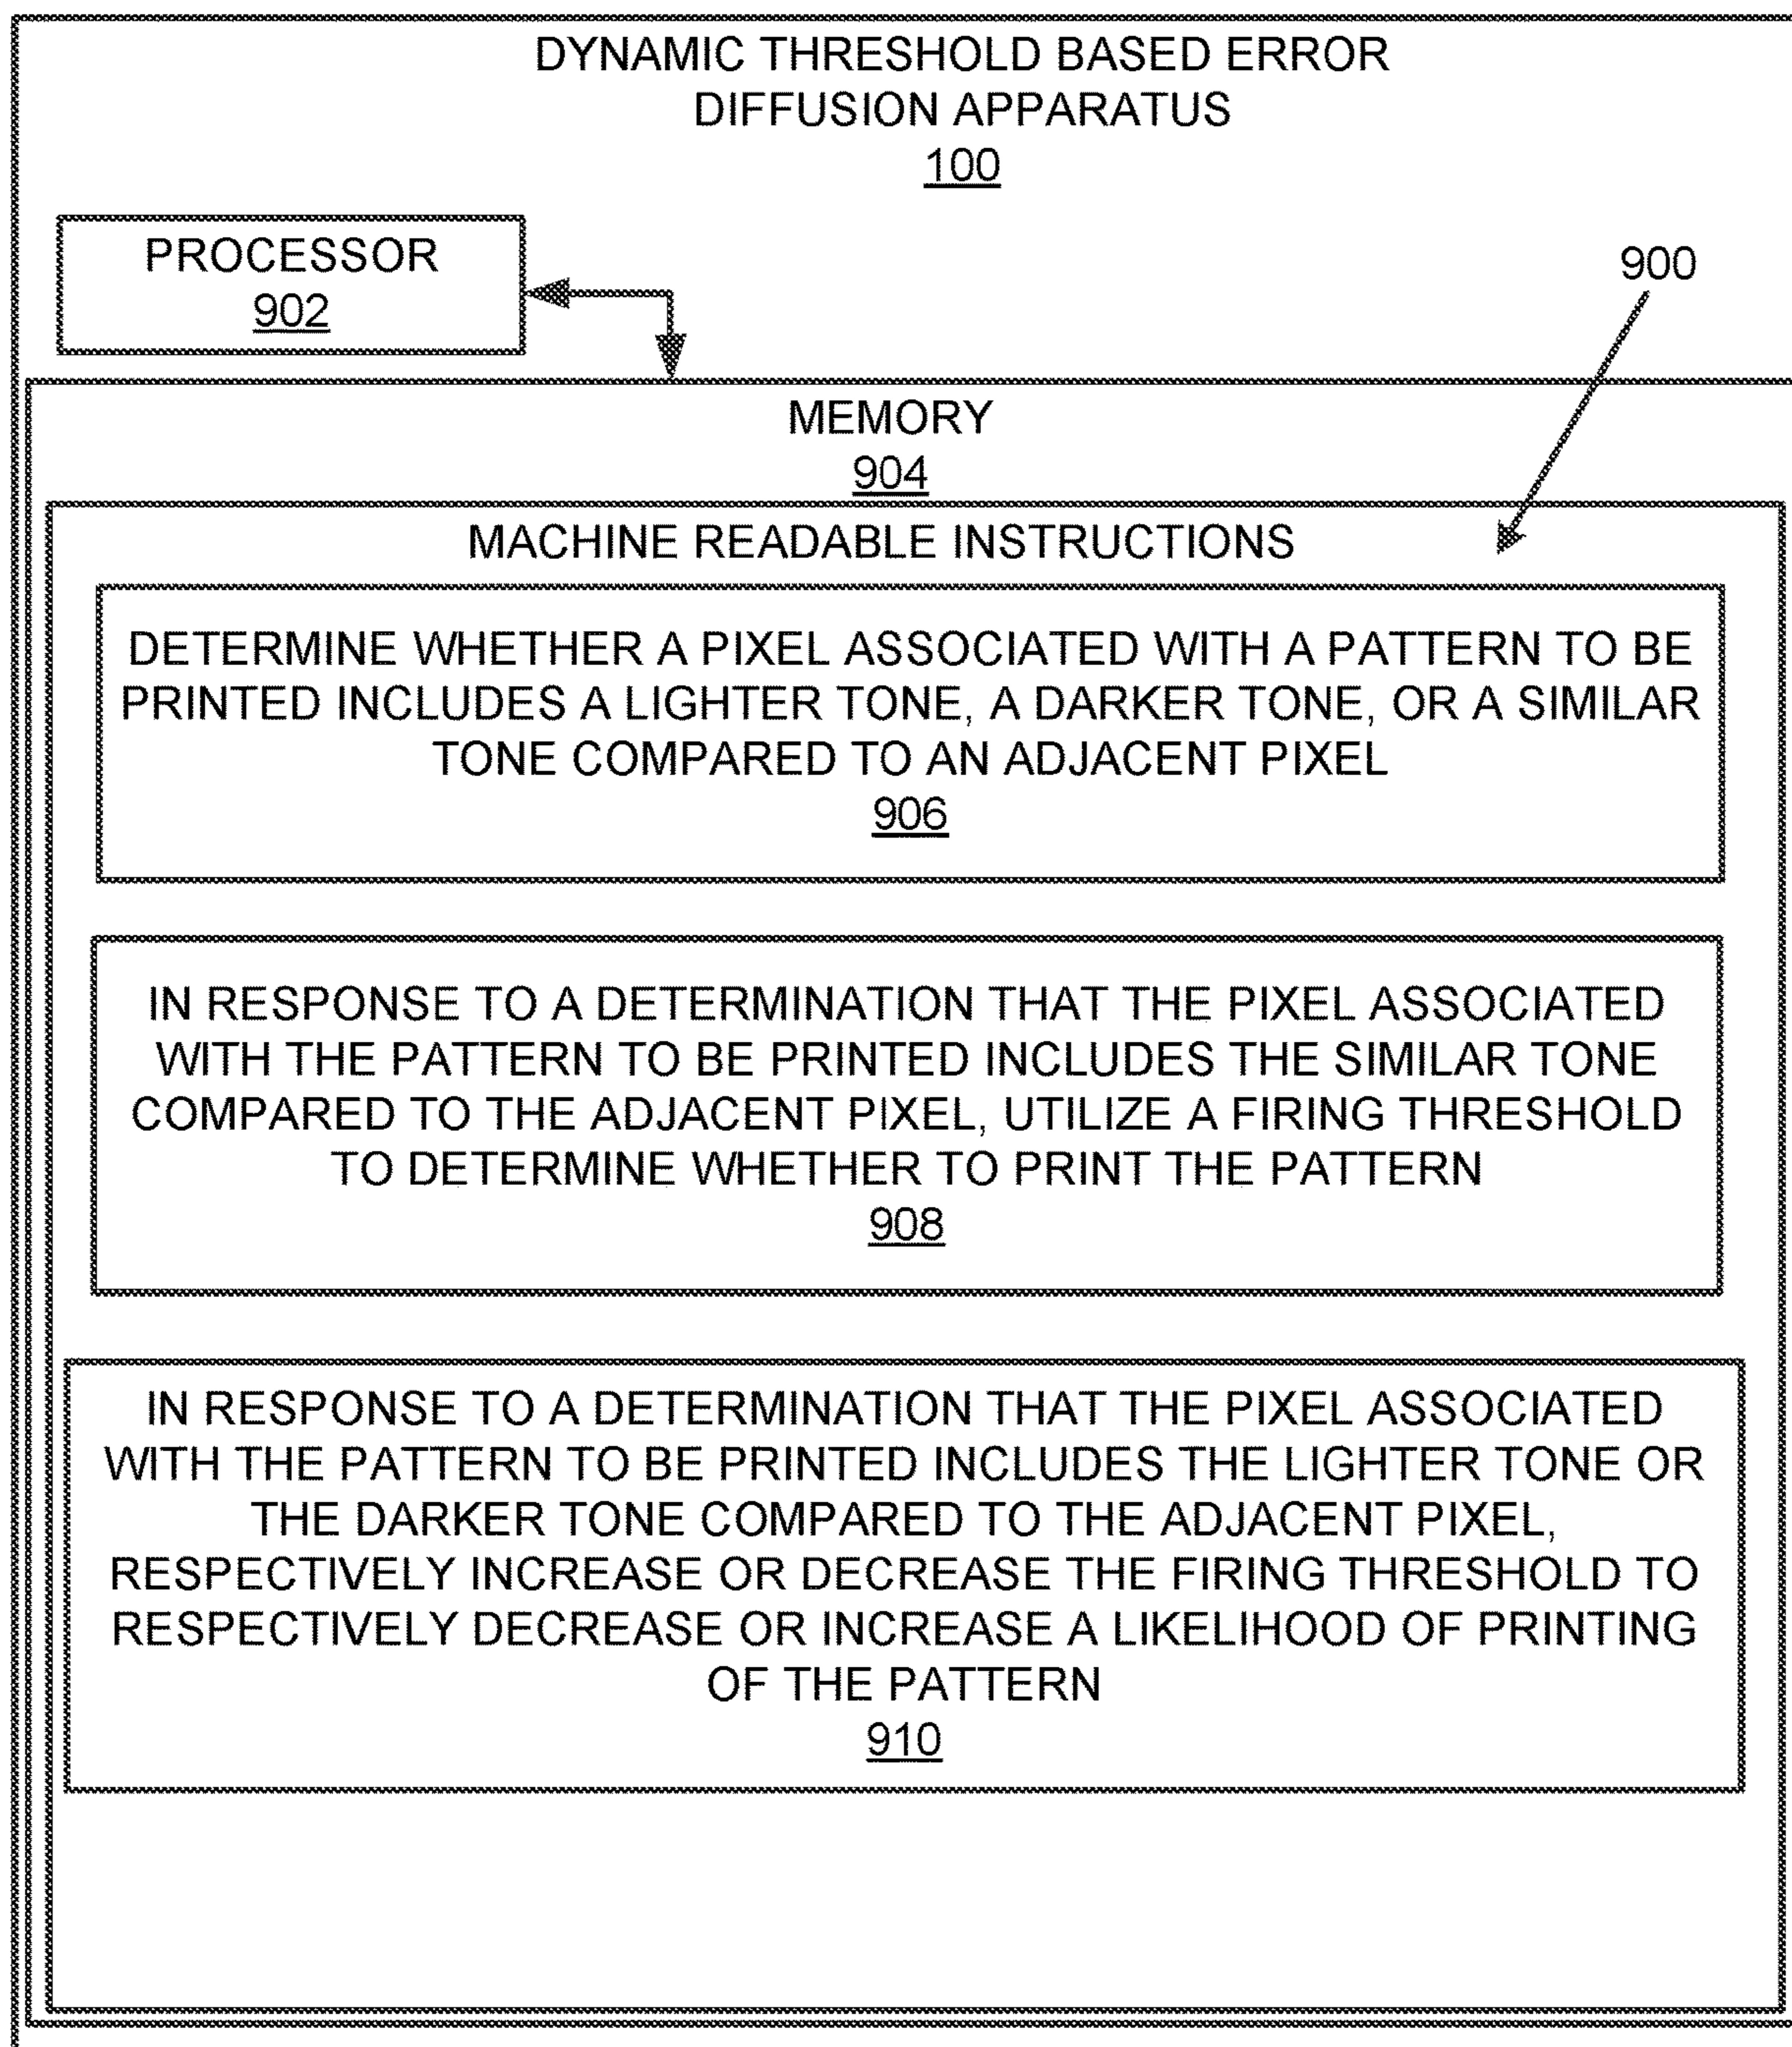 DYNAMIC THRESHOLD BASED ERROR
DIFFUSION APPARATUS
100
PROCESSOR
902
900
MEMORY
904
MACHINE READABLE INSTRUCTIONS
DETERMINE WHETHER A PIXEL ASSOCIATED WITH A PATTERN TO BE
PRINTED INCLUDES A LIGHTER TONE, A DARKER TONE, OR A SIMILAR
TONE COMPARED TO AN ADJACENT PIXEL
906
IN RESPONSE TO A DETERMINATION THAT THE PIXEL ASSOCIATED
WITH THE PATTERN TO BE PRINTED INCLUDES THE SIMILAR TONE
COMPARED TO THE ADJACENT PIXEL, UTILIZE A FIRING THRESHOLD
TO DETERMINE WHETHER TO PRINT THE PATTERN
908
IN RESPONSE TO A DETERMINATION THAT THE PIXEL ASSOCIATED
WITH THE PATTERN TO BE PRINTED INCLUDES THE LIGHTER TONE OR
THE DARKER TONE COMPARED TO THE ADJACENT PIXEL,
RESPECTIVELY INCREASE OR DECREASE THE FIRING THRESHOLD TO
RESPECTIVELY DECREASE OR INCREASE A LIKELIHOOD OF PRINTING
OF THE PATTERN
910